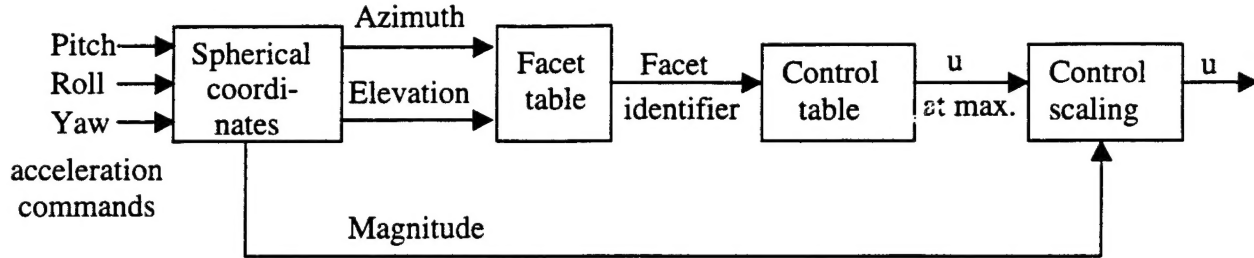 Pitch
Roll
Yaw
acceleration
commands
Spherical
coordi-
nates
Azimuth
Elevation
Magnitude
Facet
table
Facet
identifier
Control
table
u
at max.
Control
scaling
u